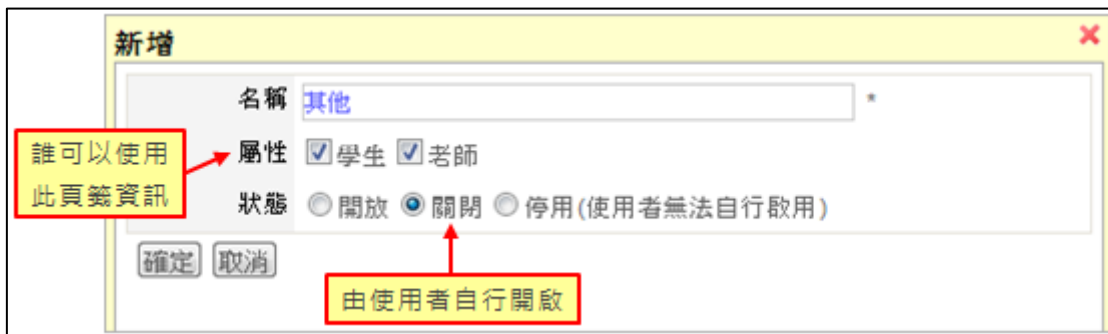 新增
名稱 其他 *
誰可以使用
此頁籤資訊
屬性 學生 老師
狀態 開放 關閉 停用(使用者無法自行啟用)
確定 取消
由使用者自行開啟